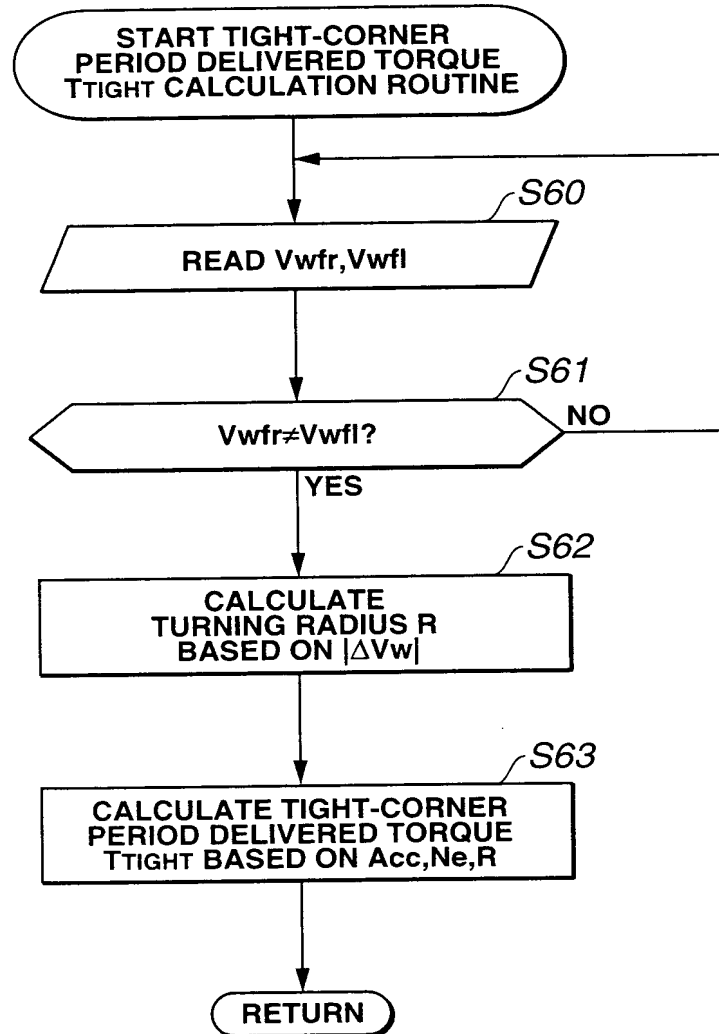 START TIGHT-CORNER
PERIOD DELIVERED TORQUE
TTIGHT CALCULATION ROUTINE
S60
READ Vwfr,Vwfl
S61
Vwfr≠Vwfl?
NO
YES
S62
CALCULATE
TURNING RADIUS R
BASED ON |ΔVw|
S63
CALCULATE TIGHT-CORNER
PERIOD DELIVERED TORQUE
TTIGHT BASED ON Acc,Ne,R
RETURN